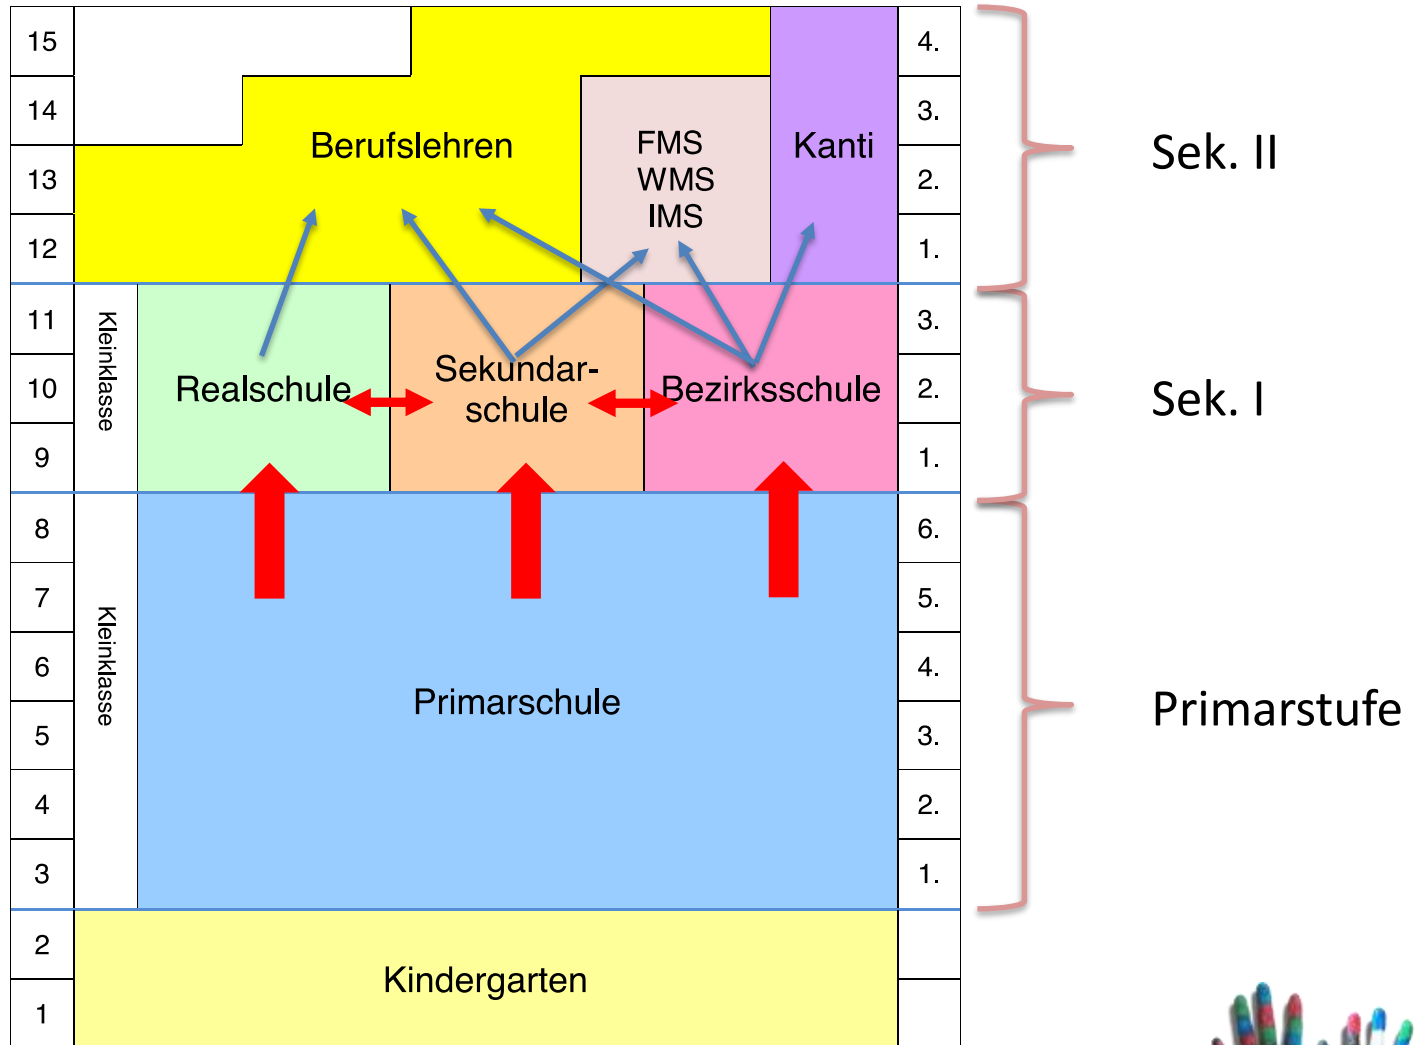 15
4.
14
3.
Berufslehren
FMS
WMS
IMS
Kanti
Sek. II
13
2.
12
1.
11
3.
Kleinklasse
Realschule
Sekundar-
schule
Bezirksschule
10
2.
Sek. I
9
1.
8
6.
7
5.
Kleinklasse
6
4.
Primarschule
Primarstufe
5
3.
4
2.
3
1.
2
Kindergarten
1